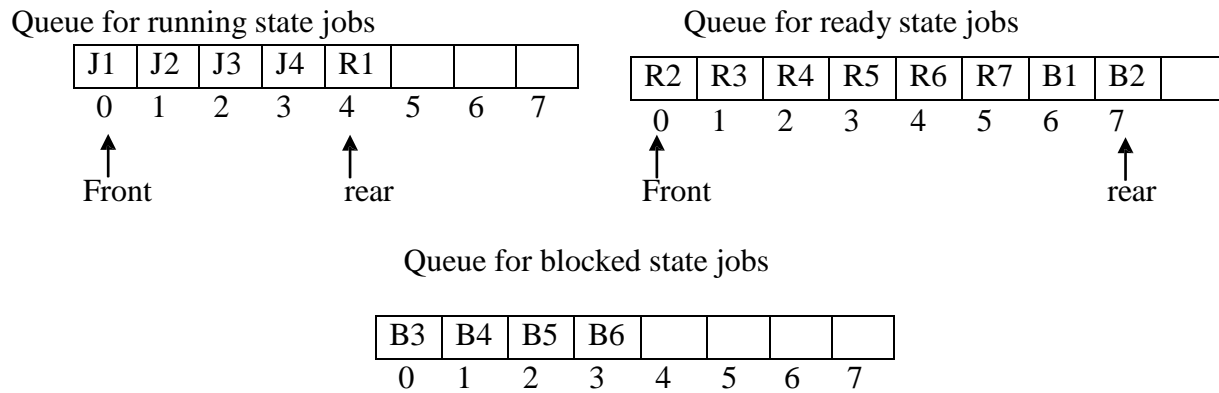 Queue for running state jobs
J1 J2 J3 J4 R1
0 1 2 3 4 5 6 7
Front rear
Queue for ready state jobs
R2 R3 R4 R5 R6 R7 B1 B2
0 1 2 3 4 5 6 7
Front rear
Queue for blocked state jobs
B3 B4 B5 B6
0 1 2 3 4 5 6 7